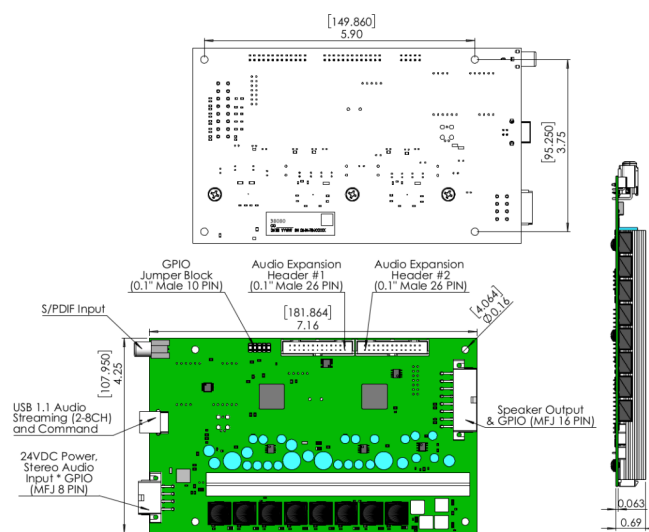 [149.860]
5.90
[95.250]
3.75
38080
GPIO
Jumper Block
(0.1" Male 10 PIN)
Audio Expansion
Header #1
(0.1" Male 26 PIN)
Audio Expansion
Header #2
(0.1" Male 26 PIN)
S/PDIF Input
[181.864]
7.16
[4.064]
Ø0.16
[107.950]
4.25
USB 1.1 Audio
Streaming (2-8CH)
and Command
Speaker Output
& GPIO (MFJ 16 PIN)
24VDC Power,
Stereo Audio
Input * GPIO
(MFJ 8 PIN)
0.063
0.69